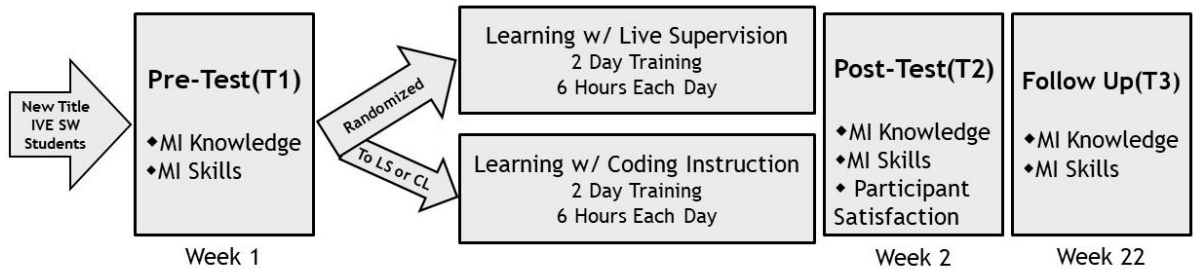 New Title
IVE SW
Students
Pre-Test(T1)
◆MI Knowledge
◆MI Skills
Week 1
Randomized
To LS or CL
Learning w/ Live Supervision
2 Day Training
6 Hours Each Day
Learning w/ Coding Instruction
2 Day Training
6 Hours Each Day
Post-Test(T2)
◆MI Knowledge
◆MI Skills
◆ Participant
Satisfaction
Week 2
Follow Up(T3)
◆MI Knowledge
◆MI Skills
Week 22